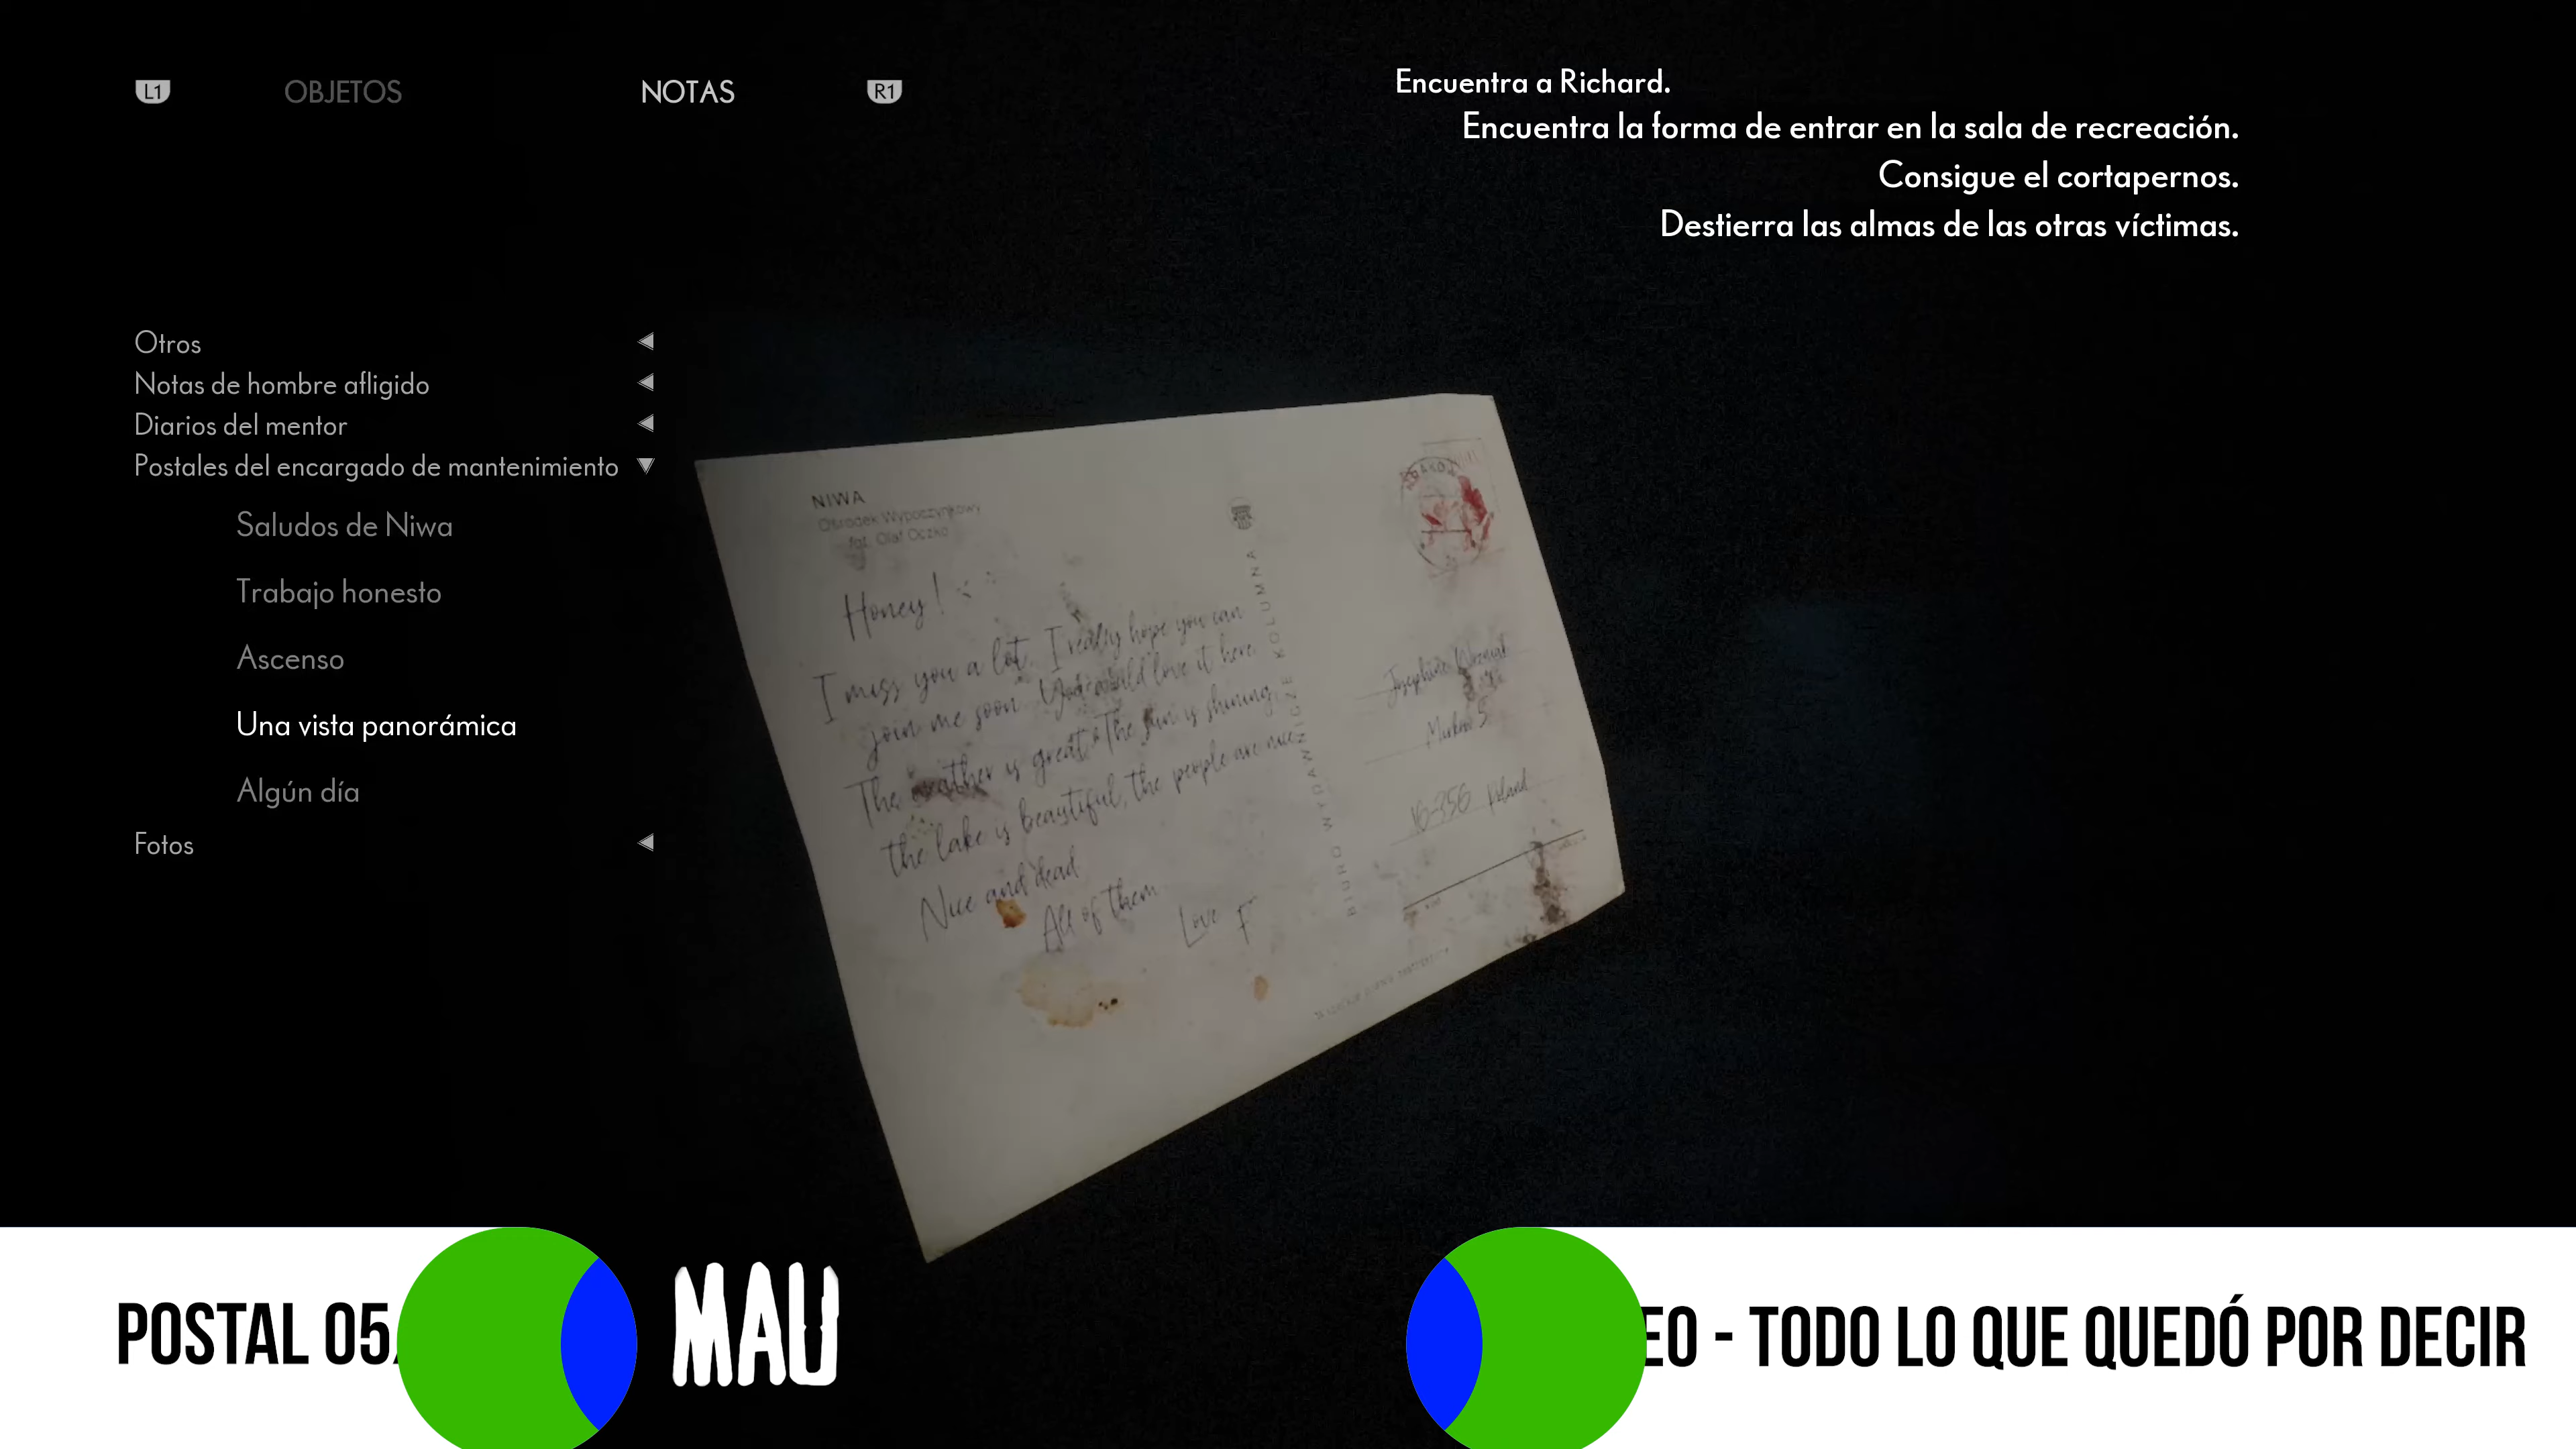 L1 OBJETOS NOTAS R1
Encuentra a Richard.
Encuentra la forma de entrar en la sala de recreación.
Consigue el cortapernos.
Destierra las almas de las otras víctimas.
Otros
Notas de hombre afligido
Diarios del mentor
Postales del encargado de mantenimiento
Saludos de Niwa
Trabajo honesto
Ascenso
Una vista panorámica
Algún día
Fotos
NIWA
Ośrodek Wypoczynkowy
Honey!
I miss you a lot. I really hope you can
join me soon. You would love it here.
The weather is great. The sun is shining,
the lake is beautiful, the people are nice.
Nice and dead
All of them
Love F
KOLUMNA
Poland
POSTAL 05
MAU
EO - TODO LO QUE QUEDÓ POR DECIR